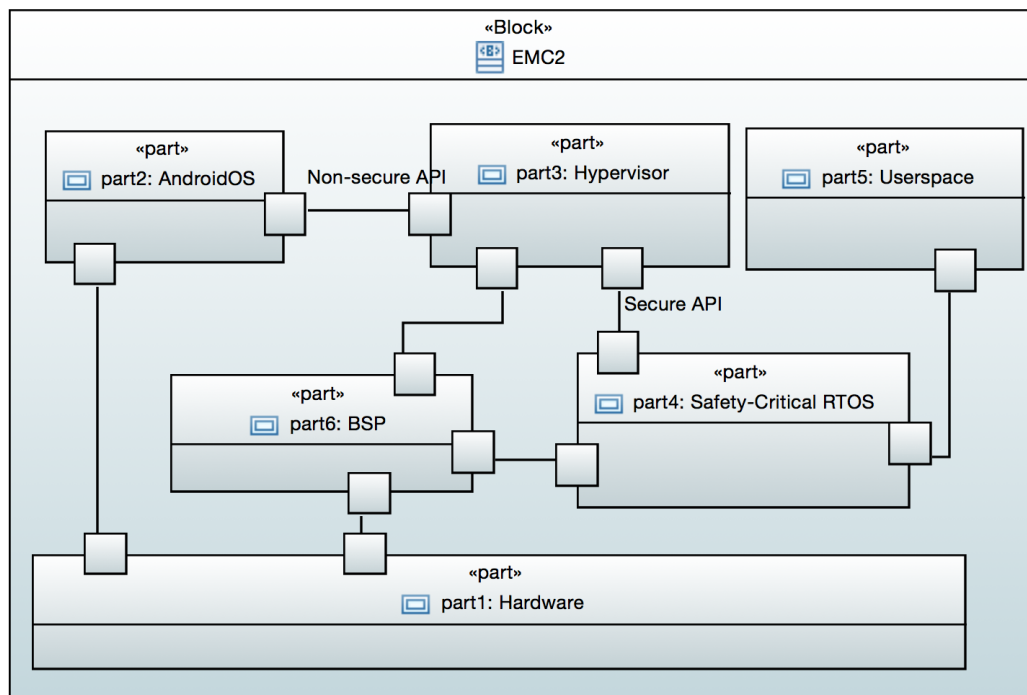 «Block»
EMC2
«part»
part2: AndroidOS
Non-secure API
«part»
part3: Hypervisor
«part»
part5: Userspace
Secure API
«part»
part6: BSP
«part»
part4: Safety-Critical RTOS
«part»
part1: Hardware